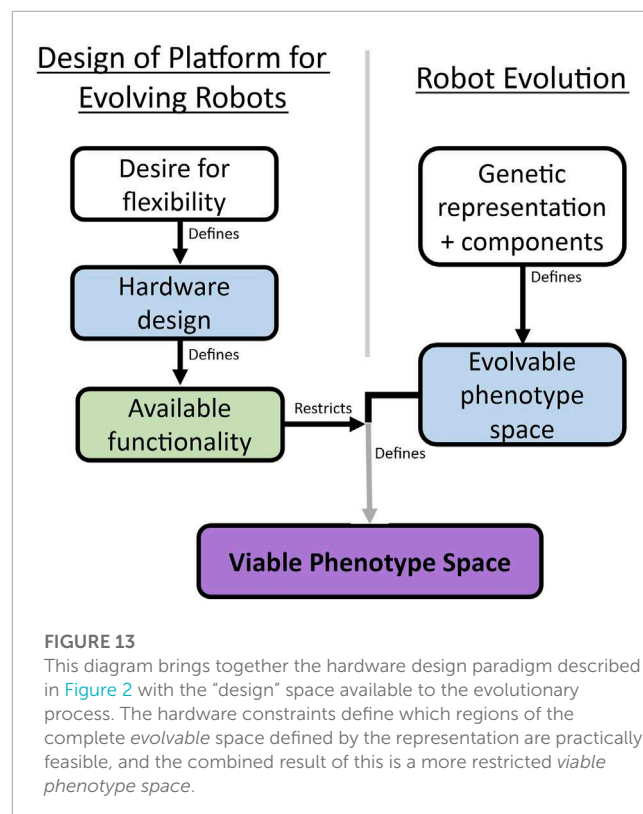 Design of Platform for
Evolving Robots
Robot Evolution
Desire for
flexibility
Defines
Hardware
design
Defines
Available
functionality
Restricts
Genetic
representation
+ components
Defines
Evolvable
phenotype
space
Defines
Viable Phenotype Space
FIGURE 13
This diagram brings together the hardware design paradigm described
in Figure 2 with the “design” space available to the evolutionary
process. The hardware constraints define which regions of the
complete evolvable space defined by the representation are practically
feasible, and the combined result of this is a more restricted viable
phenotype space.